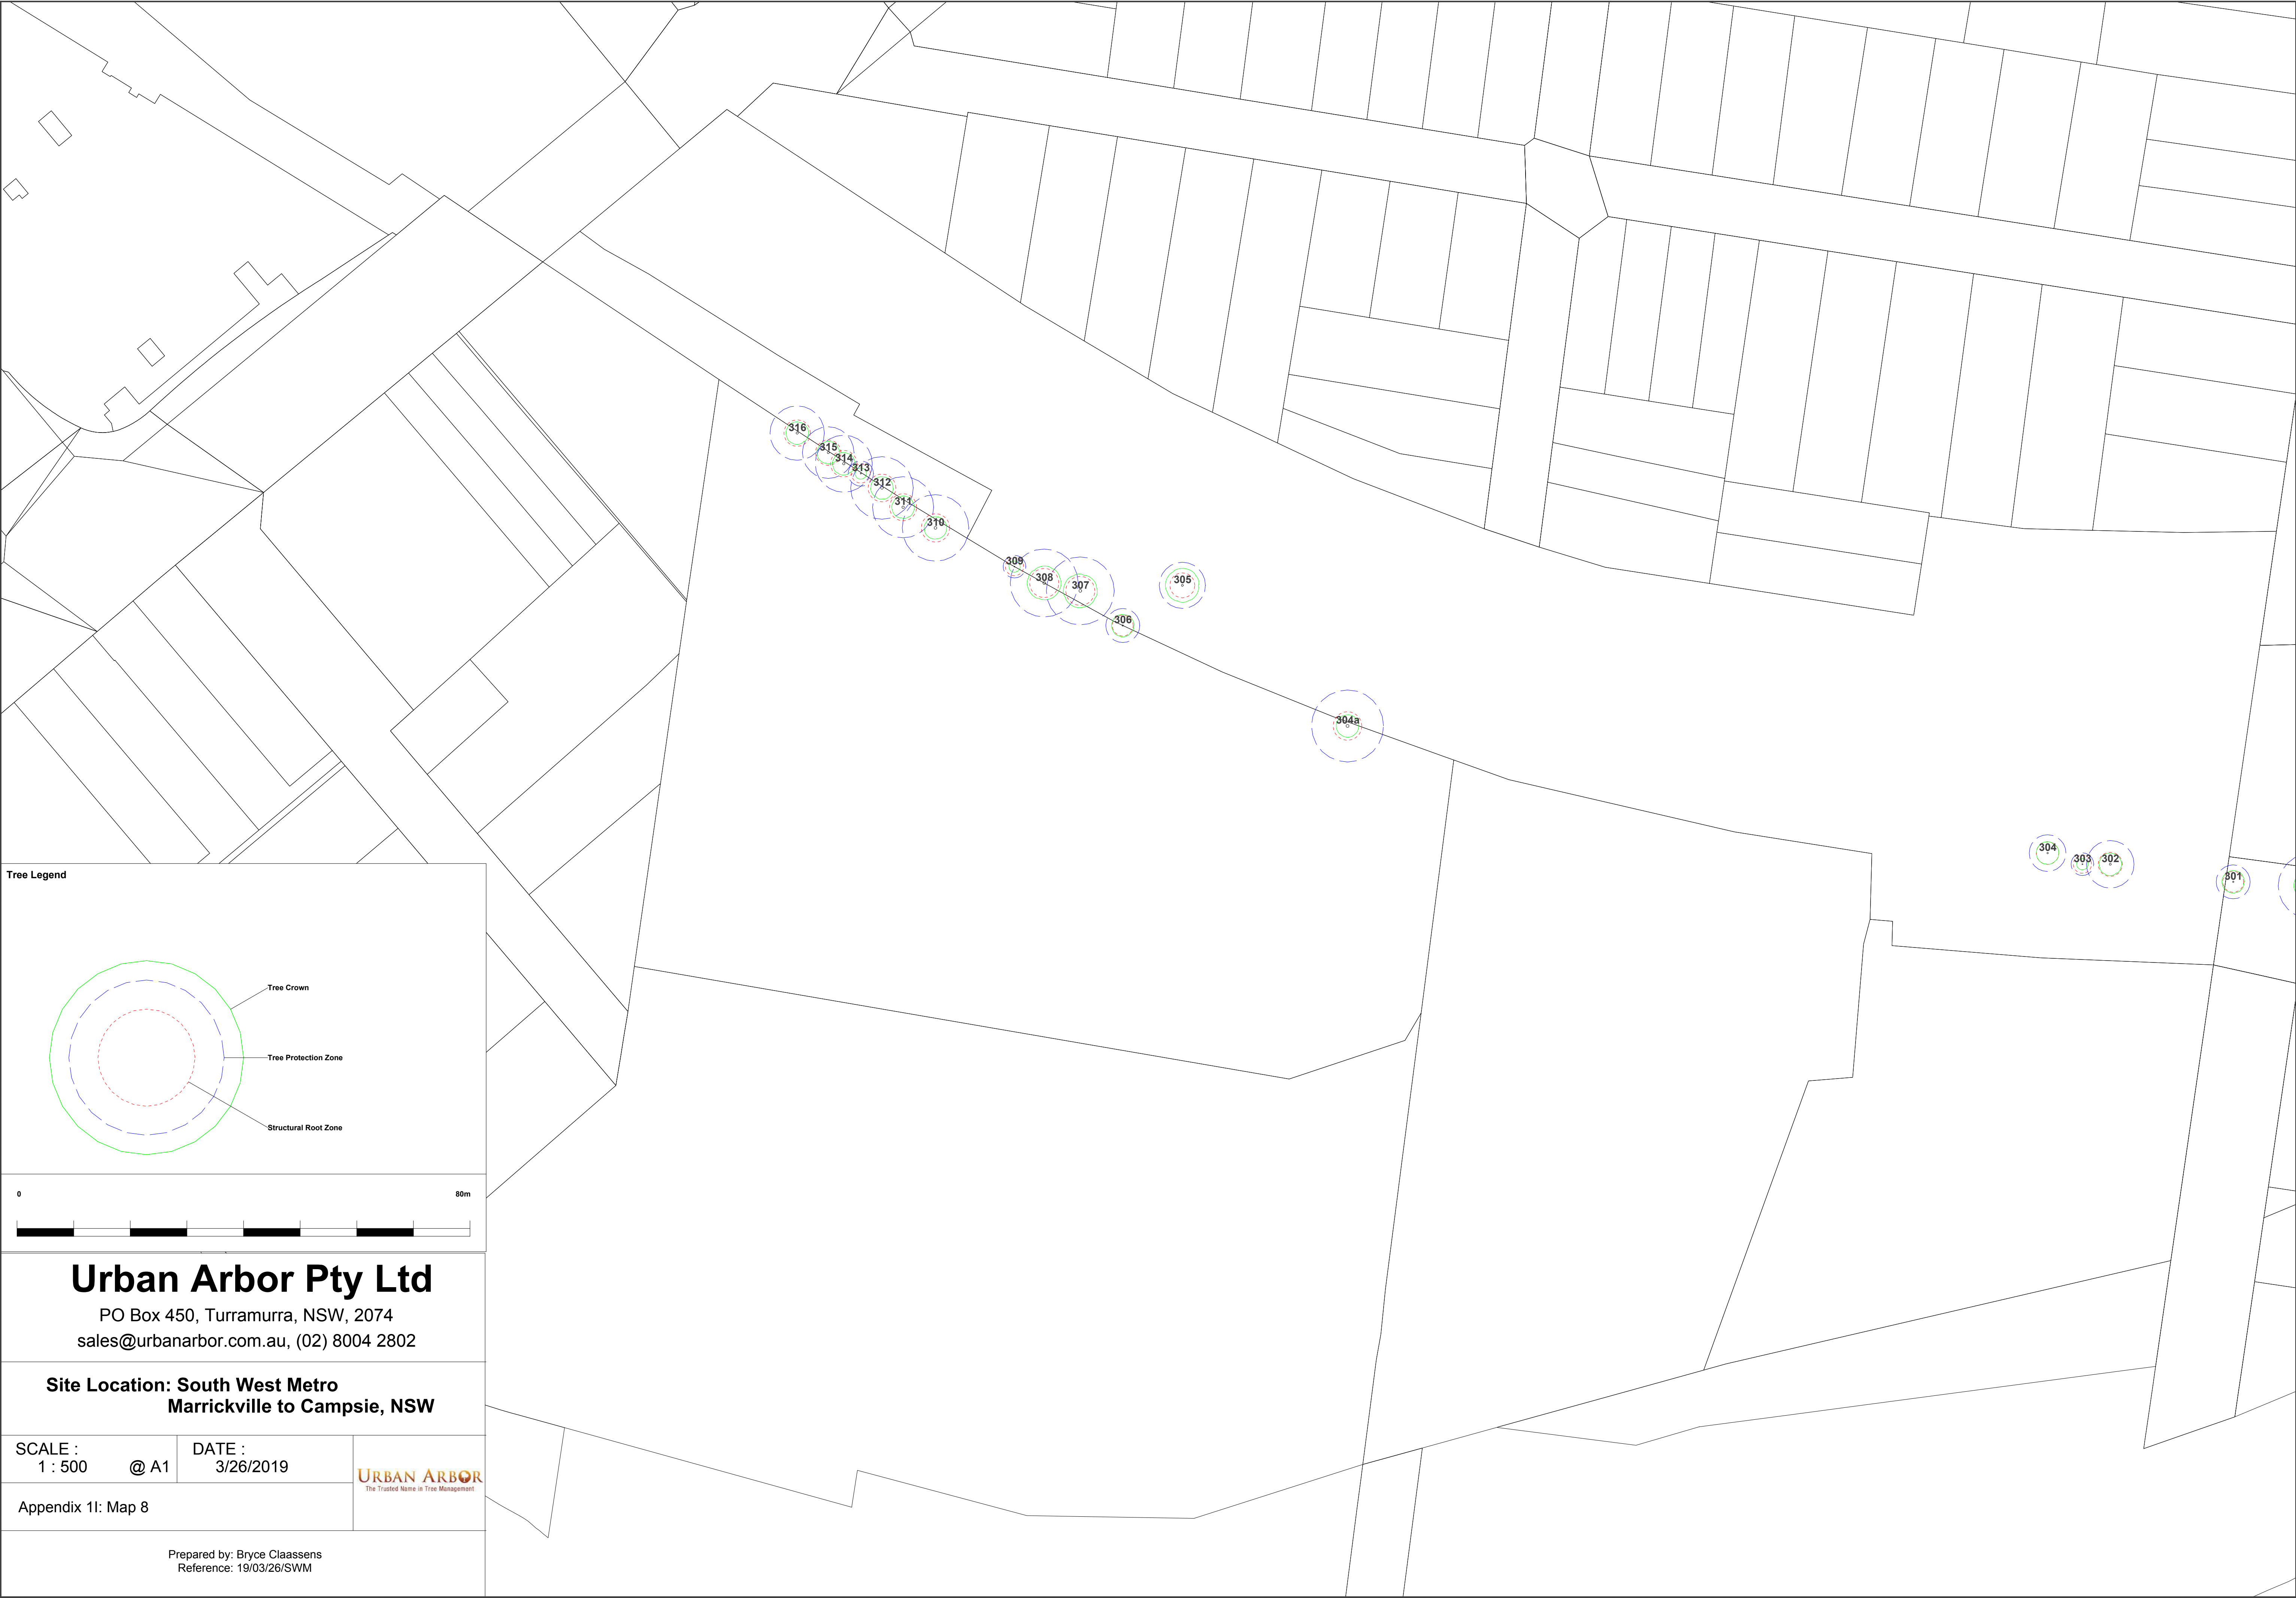 316
315
314
313
312
311
310
309
308
307
305
306
304a
304
303
302
301
Tree Legend
Tree Crown
Tree Protection Zone
Structural Root Zone
0 80m
Urban Arbor Pty Ltd
PO Box 450, Turramurra, NSW, 2074
sales@urbanarbor.com.au, (02) 8004 2802
Site Location: South West Metro
Marrickville to Campsie, NSW
SCALE :
1 : 500 @ A1
DATE :
3/26/2019
URBAN ARBOR
The Trusted Name in Tree Management
Appendix 1I: Map 8
Prepared by: Bryce Claassens
Reference: 19/03/26/SWM